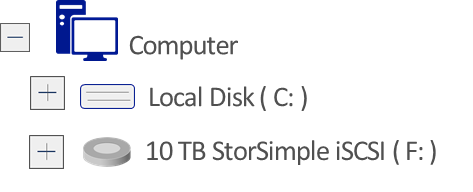 Computer
Local Disk ( C: )
10 TB StorSimple iSCSI ( F: )